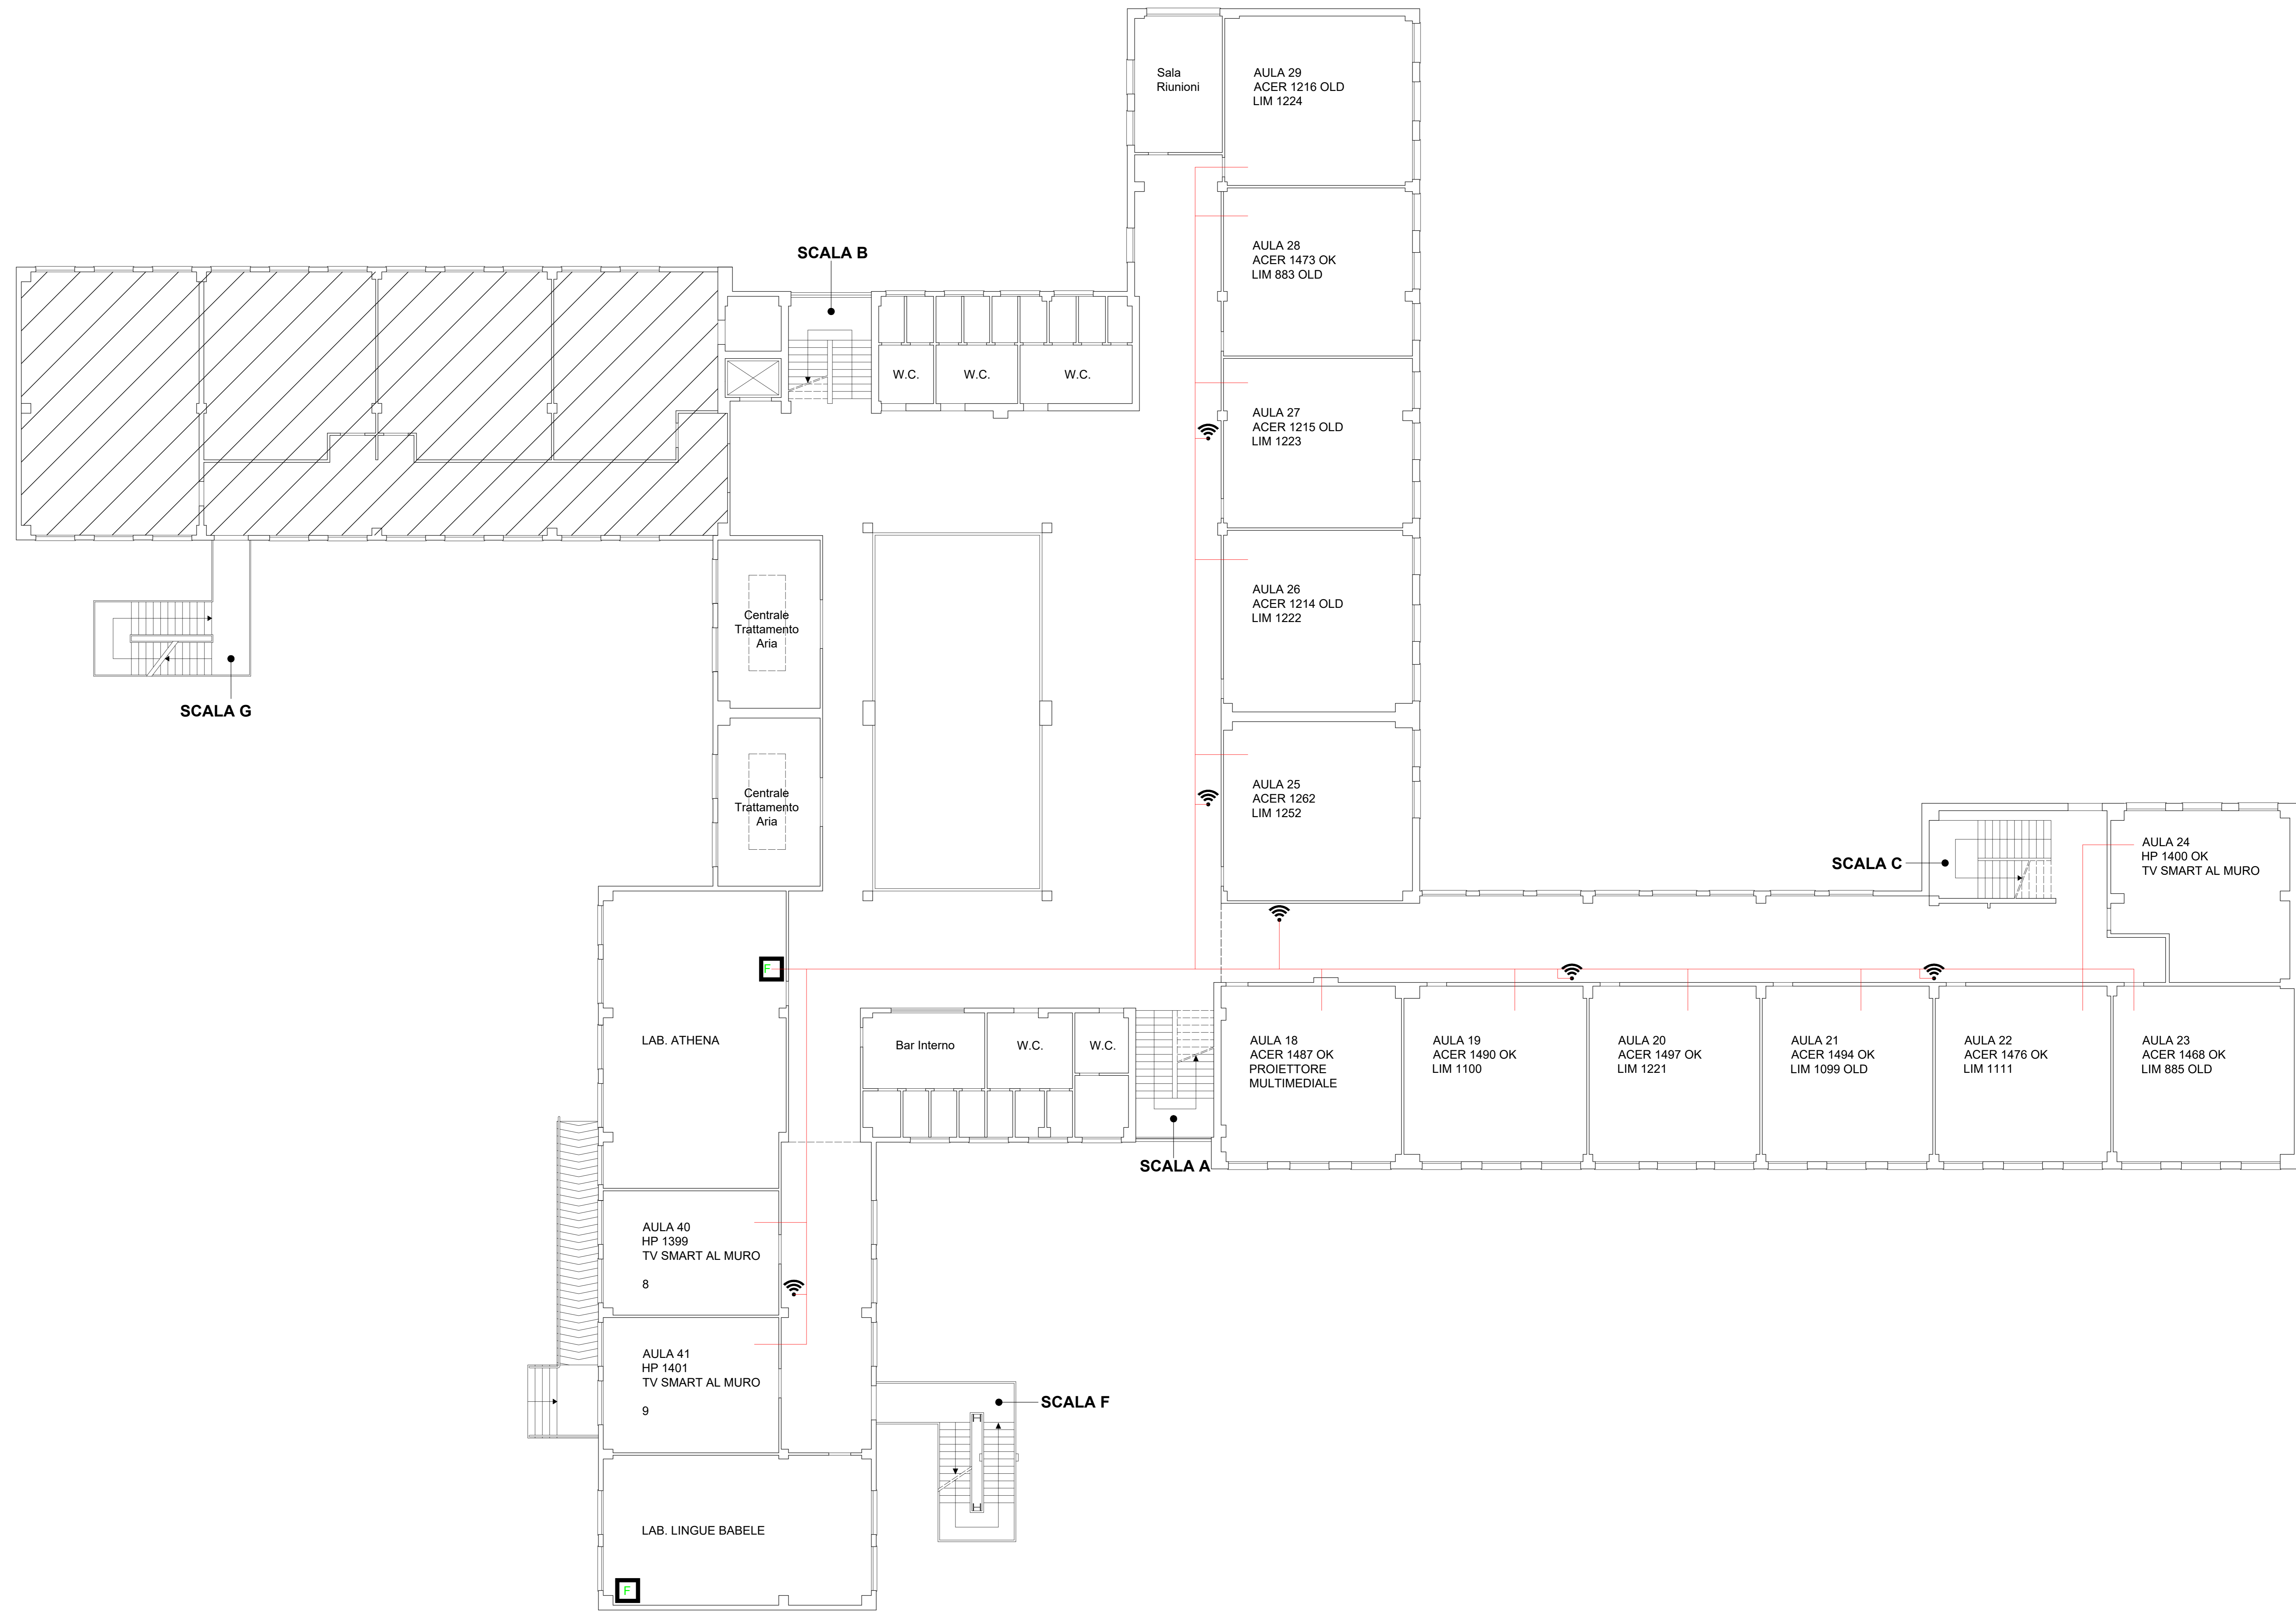 Sala
Riunioni
AULA 29
ACER 1216 OLD
LIM 1224
SCALA B
AULA 28
ACER 1473 OK
LIM 883 OLD
W.C.
W.C.
W.C.
AULA 27
ACER 1215 OLD
LIM 1223
AULA 26
ACER 1214 OLD
LIM 1222
Centrale
Trattamento
Aria
SCALA G
Centrale
Trattamento
Aria
AULA 25
ACER 1262
LIM 1252
SCALA C
AULA 24
HP 1400 OK
TV SMART AL MURO
F
LAB. ATHENA
Bar Interno
W.C.
W.C.
AULA 18
ACER 1487 OK
PROIETTORE
MULTIMEDIALE
AULA 19
ACER 1490 OK
LIM 1100
AULA 20
ACER 1497 OK
LIM 1221
AULA 21
ACER 1494 OK
LIM 1099 OLD
AULA 22
ACER 1476 OK
LIM 1111
AULA 23
ACER 1468 OK
LIM 885 OLD
SCALA A
AULA 40
HP 1399
TV SMART AL MURO
8
AULA 41
HP 1401
TV SMART AL MURO
9
SCALA F
LAB. LINGUE BABELE
F